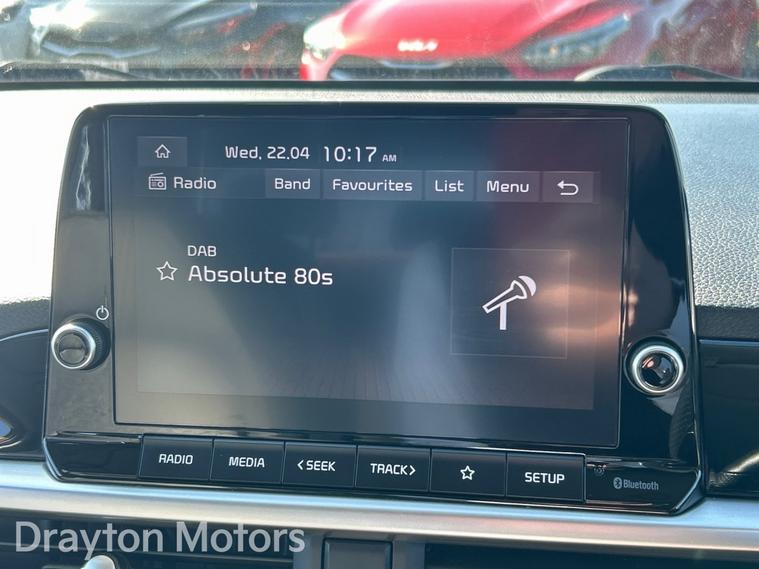 KIA
Wed, 22.04 10:17 AM
Radio Band Favourites List Menu
DAB
Absolute 80s
RADIO MEDIA <SEEK TRACK> SETUP
Bluetooth
Drayton Motors